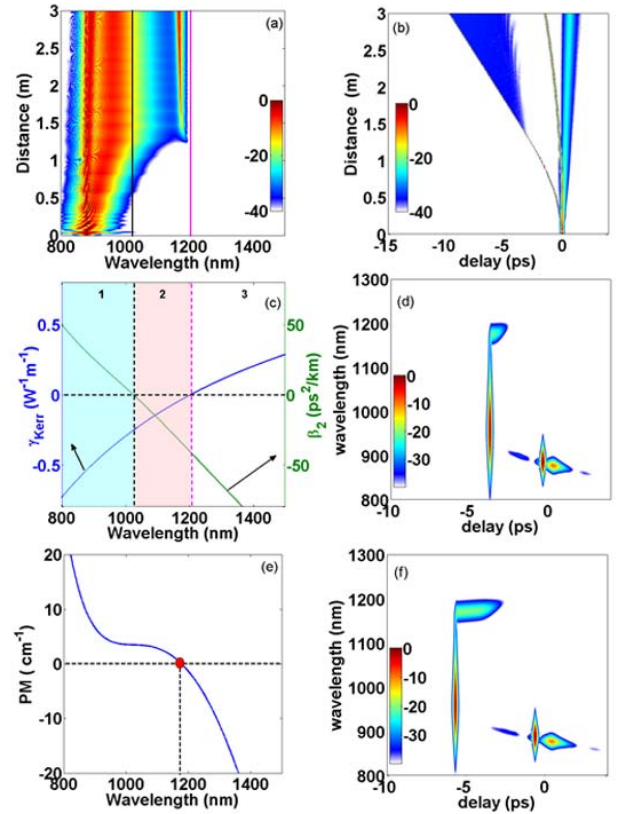 (a)
3
2.5
2
1.5
1
0.5
0
Distance (m)
0
-20
-40
800 1000 1200 1400
Wavelength (nm)
(b)
3
2.5
2
1.5
1
0.5
0
Distance (m)
0
-20
-40
-15 -10 -5 0
delay (ps)
1 2 3 (c)
0.5
0
-0.5
γKerr (W⁻¹m⁻¹)
50
0
-50
β₂ (ps²/km)
800 1000 1200 1400
Wavelength (nm)
(d)
1300
1200
1100
1000
900
800
wavelength (nm)
0
-10
-20
-30
-10 -5 0
delay (ps)
(e)
20
10
0
-10
-20
PM ( cm⁻¹)
800 1000 1200 1400
Wavelength (nm)
(f)
1300
1200
1100
1000
900
800
wavelength (nm)
0
-10
-20
-30
-10 -5 0
delay (ps)